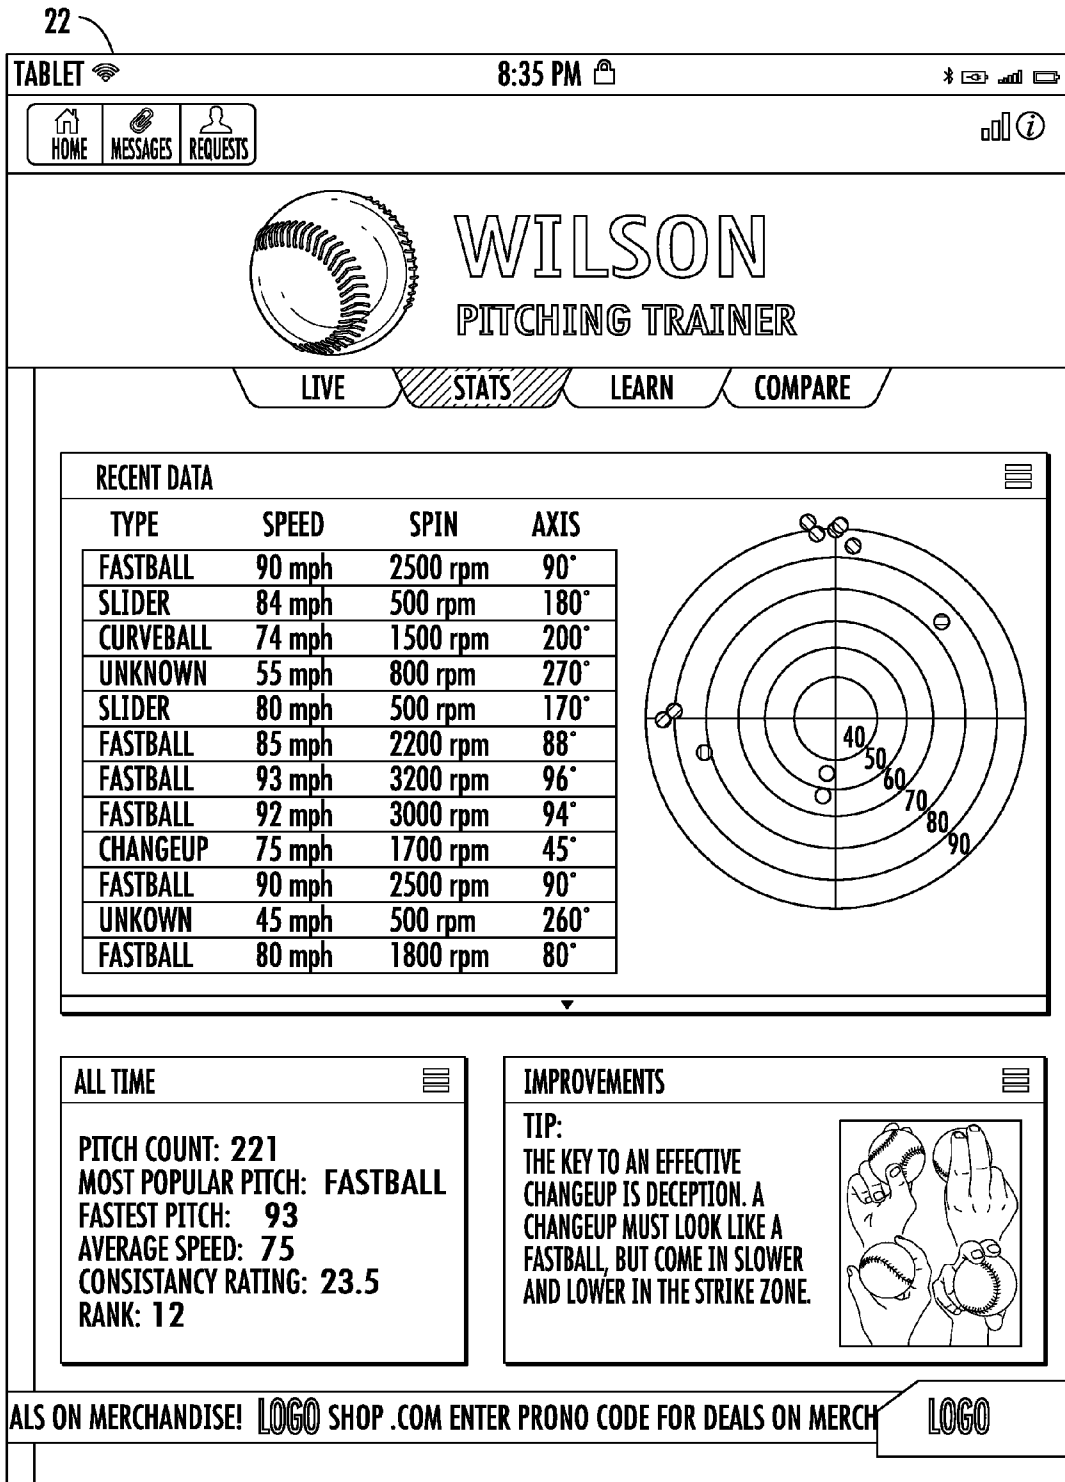 22
TABLET 8:35 PM
HOME MESSAGES REQUESTS
WILSON
PITCHING TRAINER
LIVE STATS LEARN COMPARE
RECENT DATA
TYPE SPEED SPIN AXIS
FASTBALL 90 mph 2500 rpm 90°
SLIDER 84 mph 500 rpm 180°
CURVEBALL 74 mph 1500 rpm 200°
UNKNOWN 55 mph 800 rpm 270°
SLIDER 80 mph 500 rpm 170°
FASTBALL 85 mph 2200 rpm 88°
FASTBALL 93 mph 3200 rpm 96°
FASTBALL 92 mph 3000 rpm 94°
CHANGEUP 75 mph 1700 rpm 45°
FASTBALL 90 mph 2500 rpm 90°
UNKOWN 45 mph 500 rpm 260°
FASTBALL 80 mph 1800 rpm 80°
40
50
60
70
80
90
ALL TIME
PITCH COUNT: 221
MOST POPULAR PITCH: FASTBALL
FASTEST PITCH: 93
AVERAGE SPEED: 75
CONSISTANCY RATING: 23.5
RANK: 12
IMPROVEMENTS
TIP:
THE KEY TO AN EFFECTIVE
CHANGEUP IS DECEPTION. A
CHANGEUP MUST LOOK LIKE A
FASTBALL, BUT COME IN SLOWER
AND LOWER IN THE STRIKE ZONE.
ALS ON MERCHANDISE! LOGO SHOP .COM ENTER PRONO CODE FOR DEALS ON MERCH
LOGO